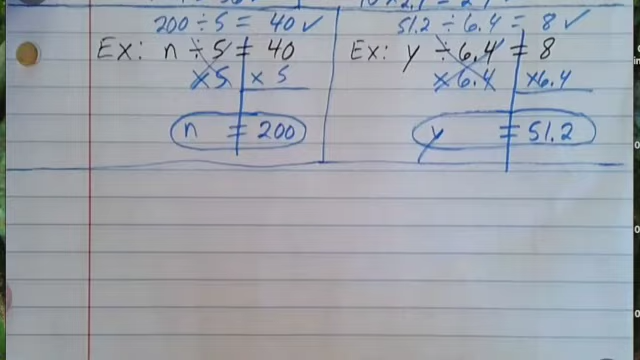 200 ÷ 5 = 40 ✓
Ex: n ÷ 5 = 40
x 5 x 5
n = 200
51.2 ÷ 6.4 = 8 ✓
Ex: y ÷ 6.4 = 8
x 6.4 x6.4
y = 51.2